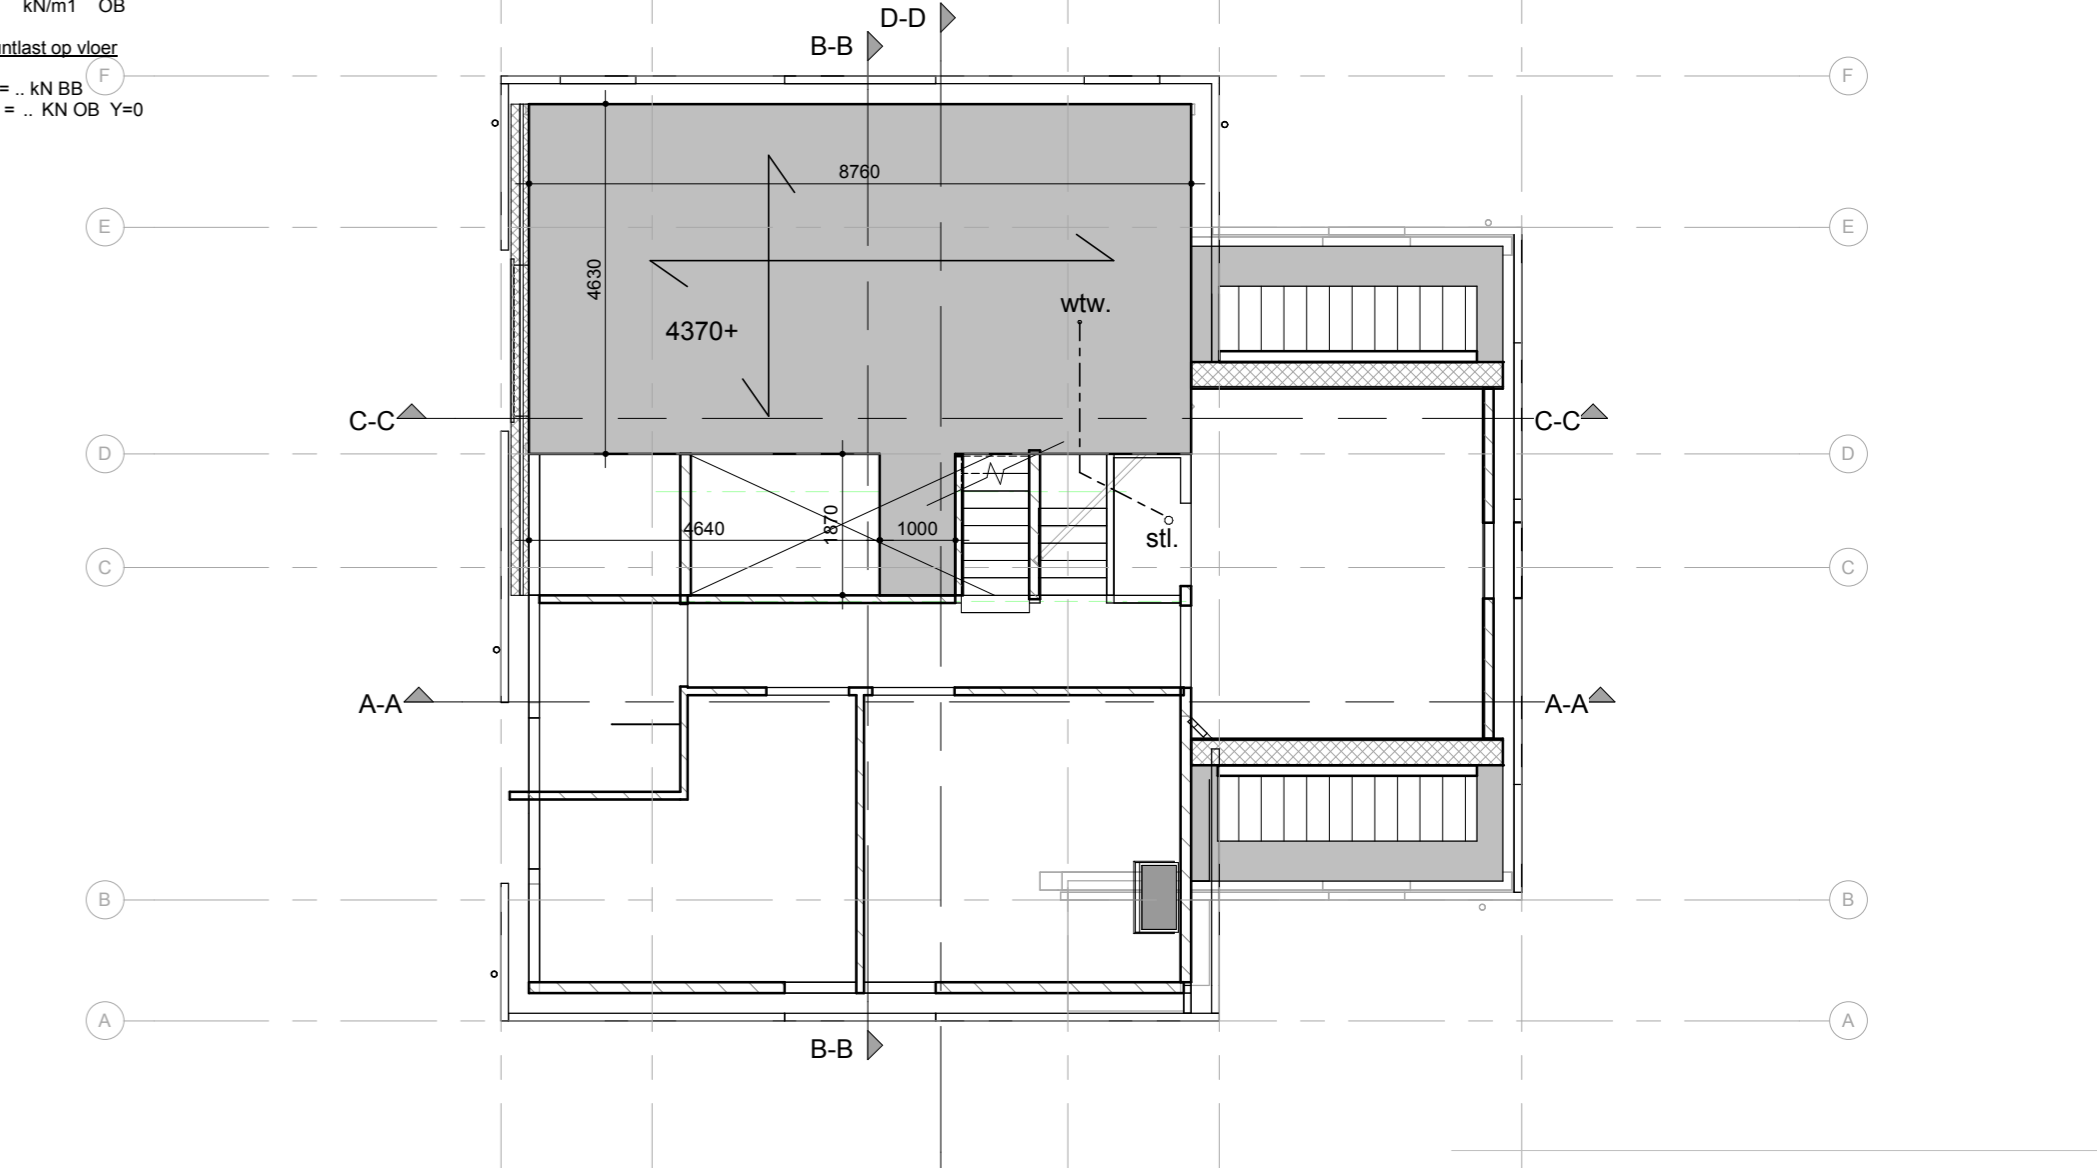 kN/m1 OB
ntlast op vloer
= .. kN BB
= .. KN OB Y=0
D-D
B-B
F
F
8760
E
E
4630
wtw.
4370+
C-C
C-C
D
D
4640
1870
1000
stl.
C
C
A-A
A-A
B
B
A
A
B-B